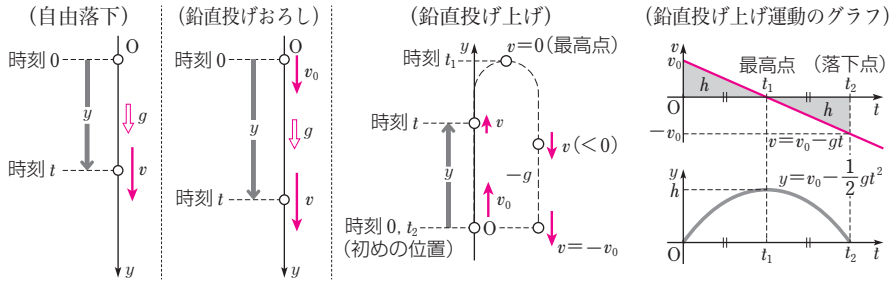 (自由落下)
時刻 0
O
y
g
時刻 t
v
y
(鉛直投げおろし)
時刻 0
O
v₀
y
g
時刻 t
v
y
(鉛直投げ上げ)
y
v=0(最高点)
時刻 t₁
時刻 t
v
v(<0)
y
-g
v₀
時刻 0, t₂
(初めの位置)
O
v=-v₀
(鉛直投げ上げ運動のグラフ)
v
v₀
最高点
(落下点)
h
t₁
t₂
O
h
t
-v₀
v=v₀-gt
y
h
y=v₀-1/2gt²
O
t₁
t₂
t